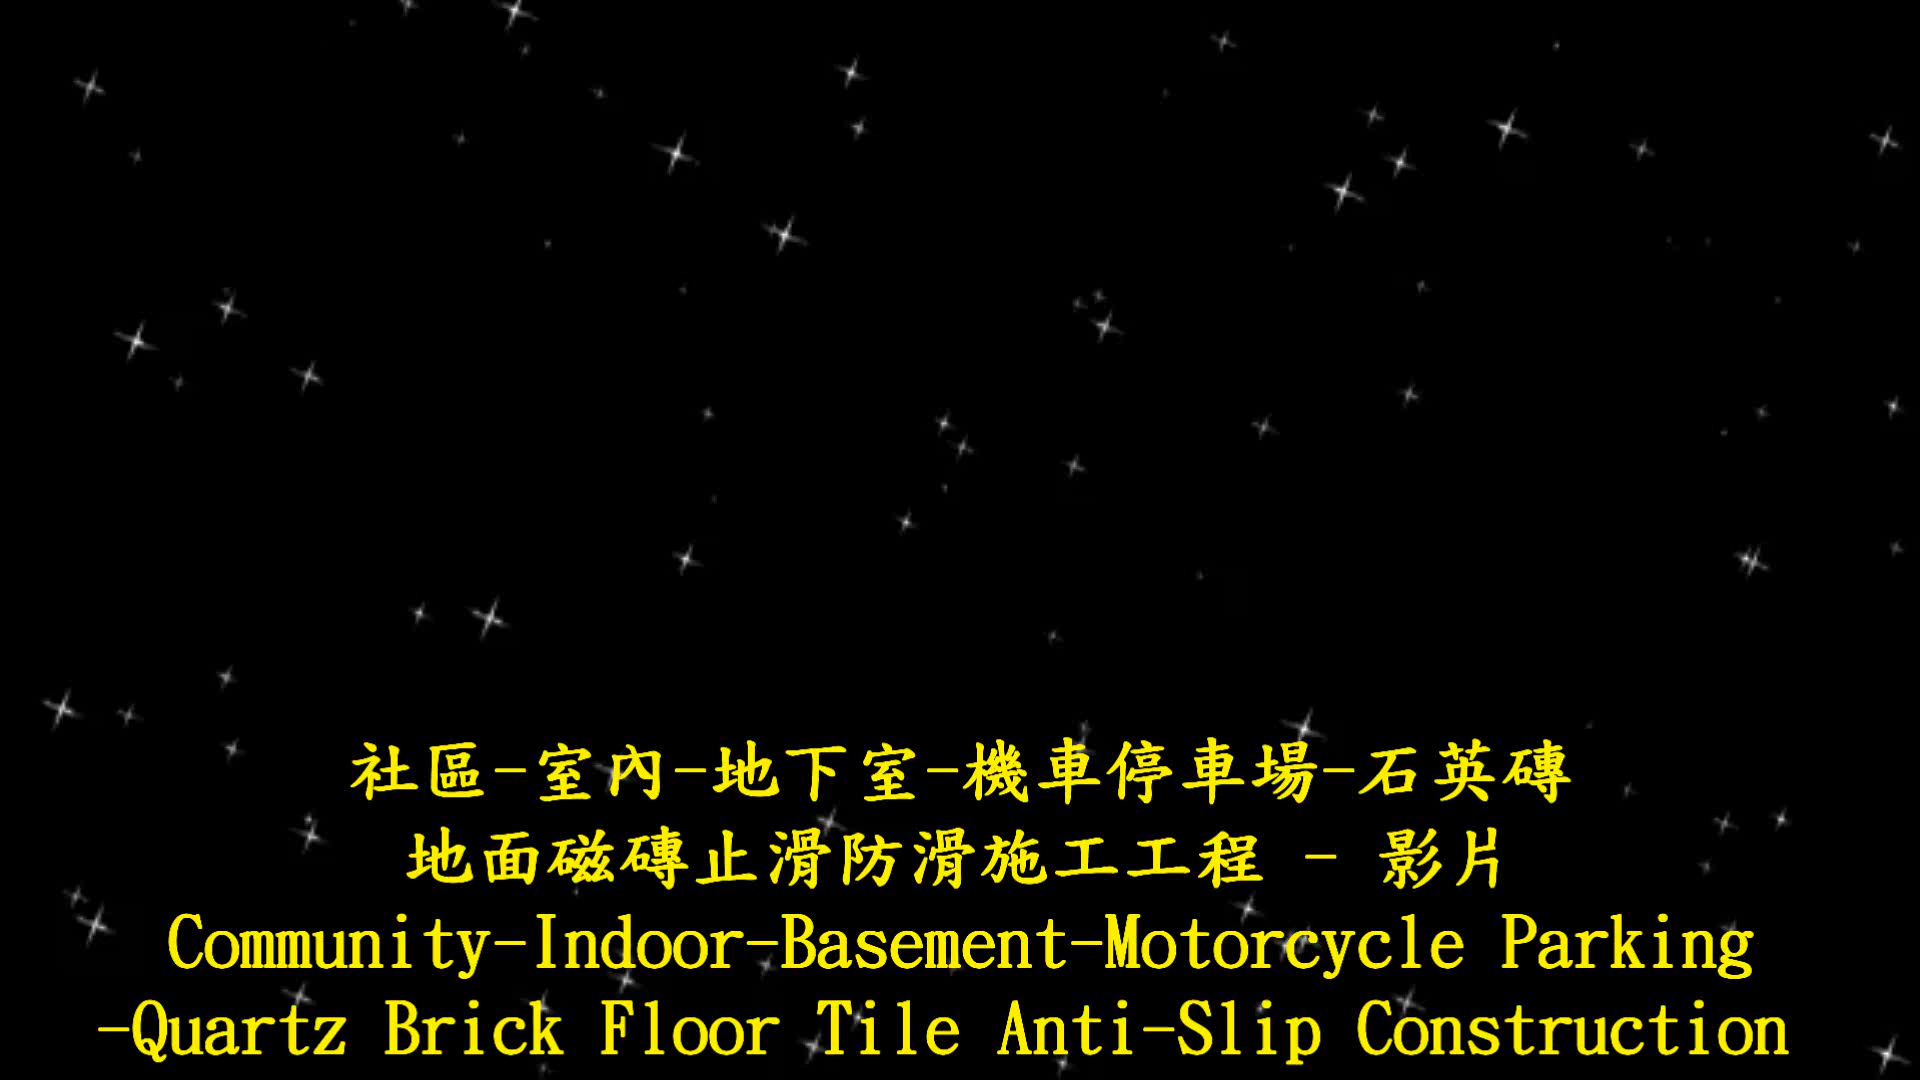 社區-室內-地下室-機車停車場-石英磚
地面磁磚止滑防滑施工工程 - 影片
Community-Indoor-Basement-Motorcycle Parking
-Quartz Brick Floor Tile Anti-Slip Construction